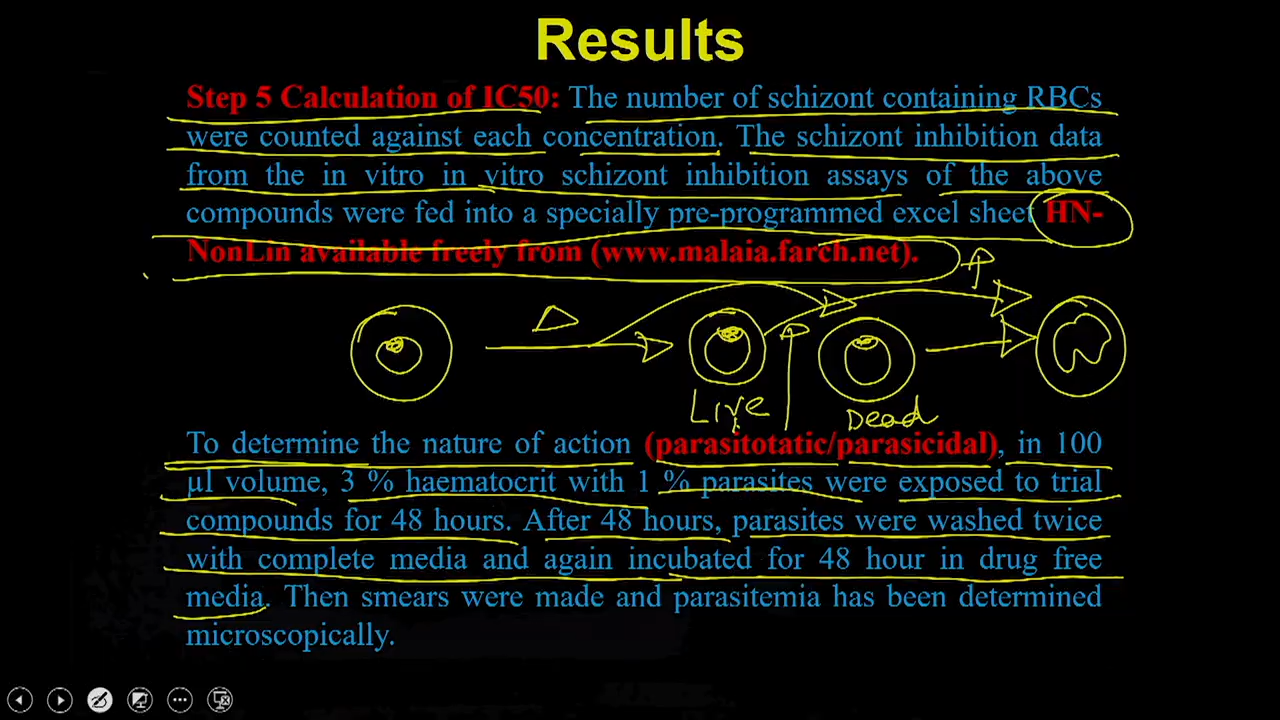 Results
Step 5 Calculation of IC50: The number of schizont containing RBCs
were counted against each concentration. The schizont inhibition data
from the in vitro in vitro schizont inhibition assays of the above
compounds were fed into a specially pre-programmed excel sheet HN-
NonLin available freely from (www.malaia.farch.net).
Live
Dead
To determine the nature of action (parasitotatic/parasicidal), in 100
µl volume, 3 % haematocrit with 1 % parasites were exposed to trial
compounds for 48 hours. After 48 hours, parasites were washed twice
with complete media and again incubated for 48 hour in drug free
media. Then smears were made and parasitemia has been determined
microscopically.